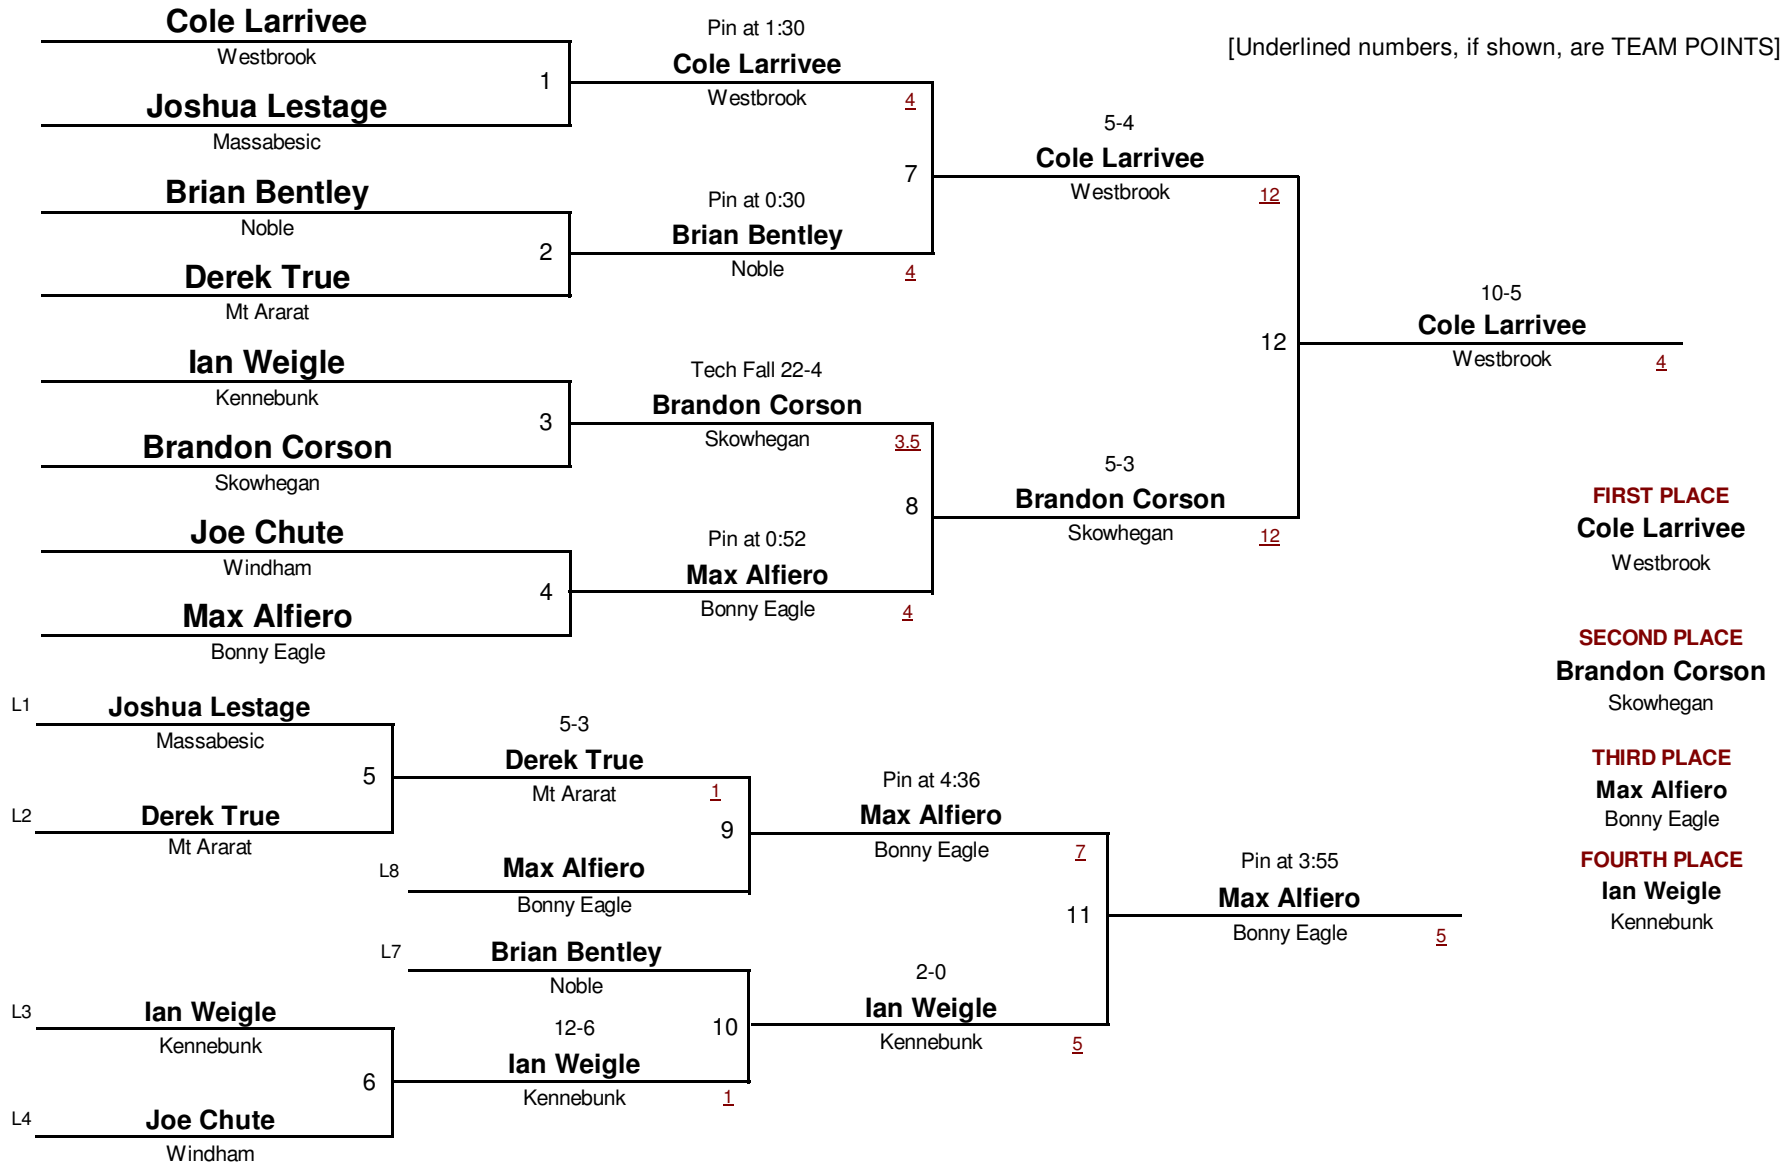 Cole Larrivee
Westbrook
1
Joshua Lestage
Massabesic
Brian Bentley
Noble
2
Derek True
Mt Ararat
Ian Weigle
Kennebunk
3
Brandon Corson
Skowhegan
Joe Chute
Windham
4
Max Alfiero
Bonny Eagle
Pin at 1:30
Cole Larrivee
Westbrook 4
7
Pin at 0:30
Brian Bentley
Noble 4
Tech Fall 22-4
Brandon Corson
Skowhegan 3.5
8
Pin at 0:52
Max Alfiero
Bonny Eagle 4
5-4
Cole Larrivee
Westbrook 12
12
5-3
Brandon Corson
Skowhegan 12
[Underlined numbers, if shown, are TEAM POINTS]
10-5
Cole Larrivee
Westbrook 4
FIRST PLACE
Cole Larrivee
Westbrook
SECOND PLACE
Brandon Corson
Skowhegan
THIRD PLACE
Max Alfiero
Bonny Eagle
FOURTH PLACE
Ian Weigle
Kennebunk
L1 Joshua Lestage
Massabesic
5
L2 Derek True
Mt Ararat
L3 Ian Weigle
Kennebunk
6
L4 Joe Chute
Windham
5-3
Derek True
Mt Ararat 1
9
L8 Max Alfiero
Bonny Eagle
L7 Brian Bentley
Noble
10
12-6
Ian Weigle
Kennebunk 1
Pin at 4:36
Max Alfiero
Bonny Eagle 7
11
2-0
Ian Weigle
Kennebunk 5
Pin at 3:55
Max Alfiero
Bonny Eagle 5